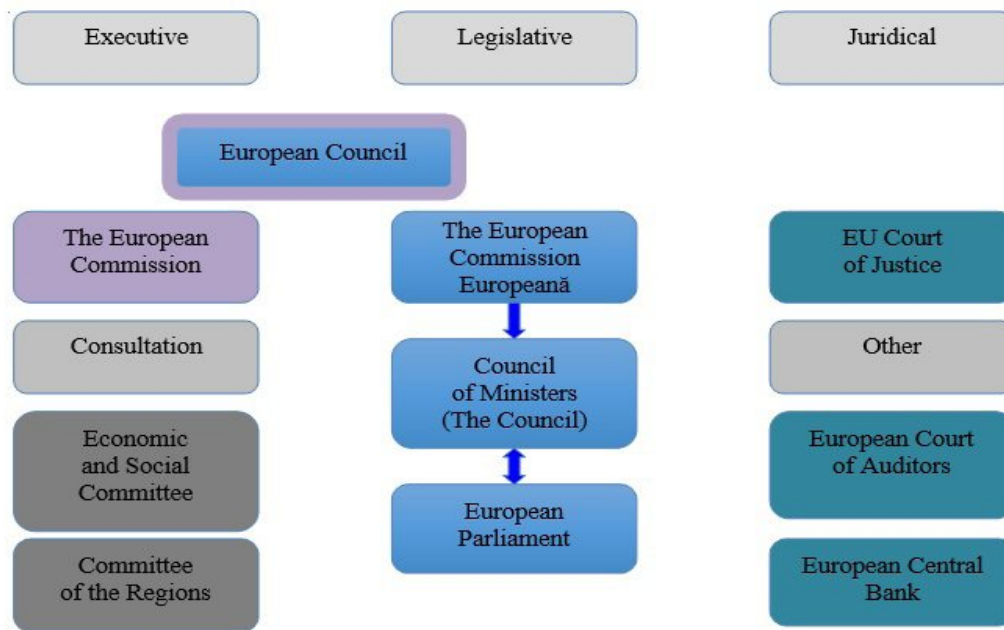 Executive
Legislative
Juridical
European Council
The European
Commission
The European
Commission
Europeană
EU Court
of Justice
Consultation
Council
of Ministers
(The Council)
Other
Economic
and Social
Committee
European Court
of Auditors
European
Parliament
Committee
of the Regions
European Central
Bank